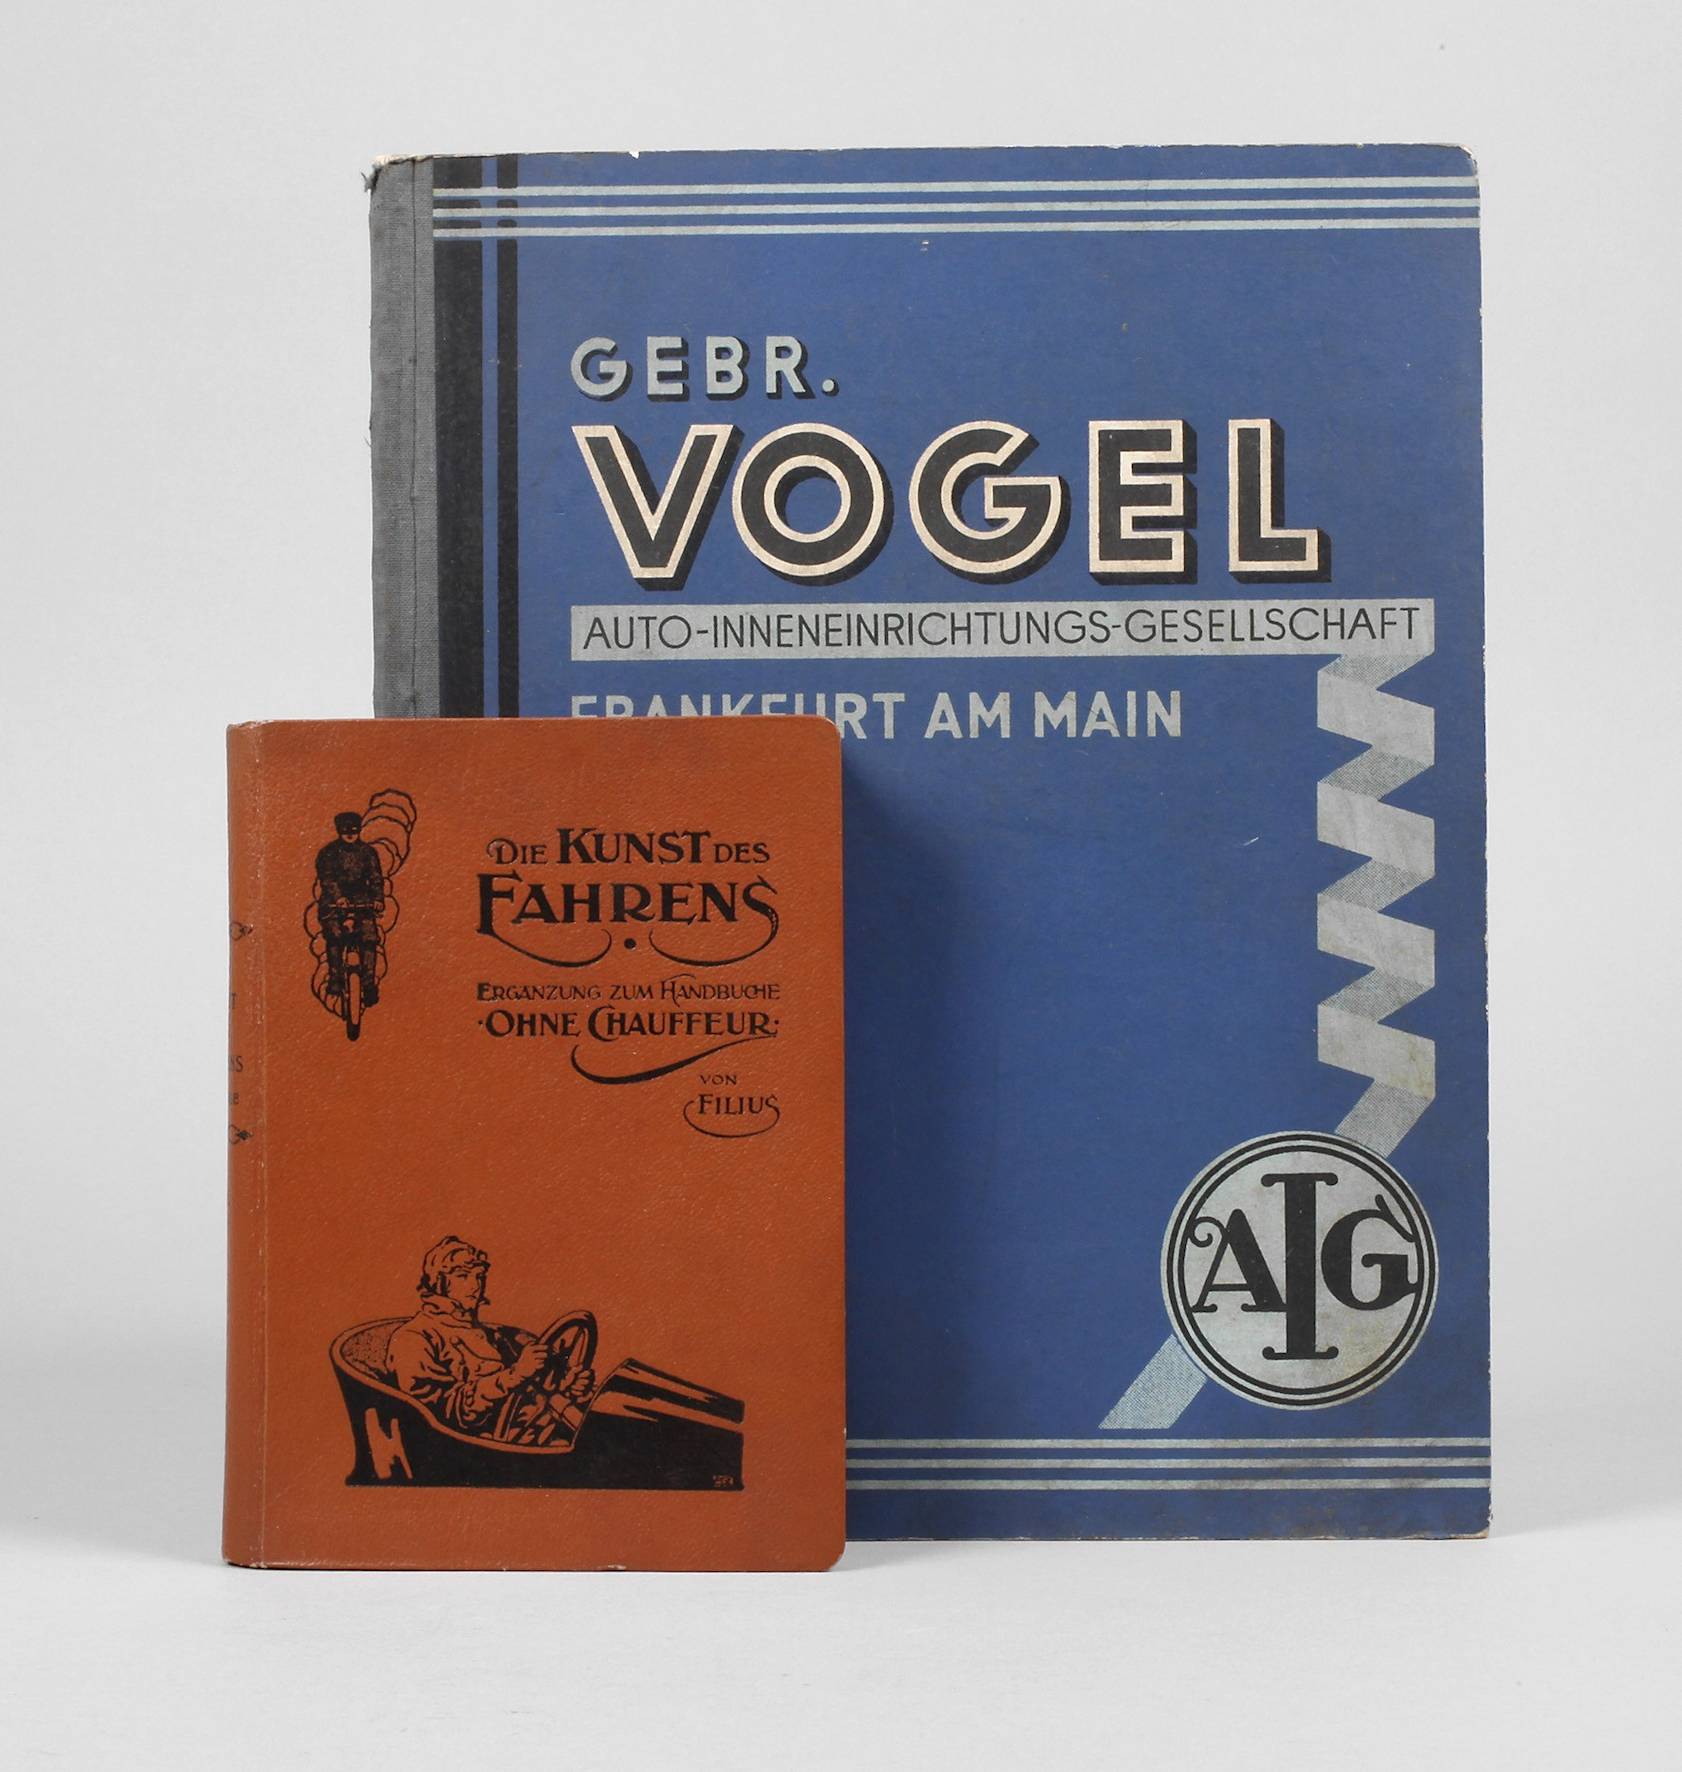 GEBR.
VOGEL
AUTO-INNENEINRICHTUNGS-GESELLSCHAFT
FRANKFURT AM MAIN
AIG
DIE KUNST DES
FAHRENS
ERGÄNZUNG ZUM HANDBUCHE
·OHNE CHAUFFEUR·
VON
FILIUS